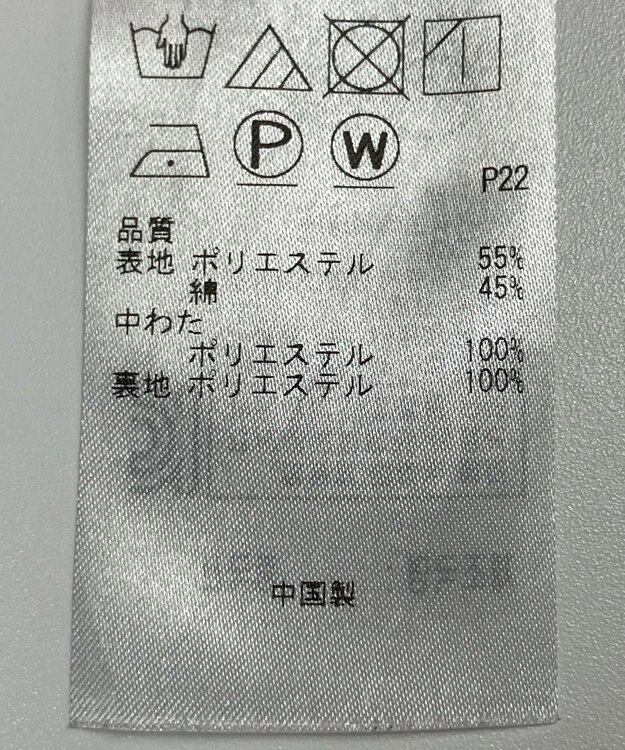 P W
P22
品質
表地 ポリエステル 55%
綿 45%
中わた
ポリエステル 100%
裏地 ポリエステル 100%
中国製